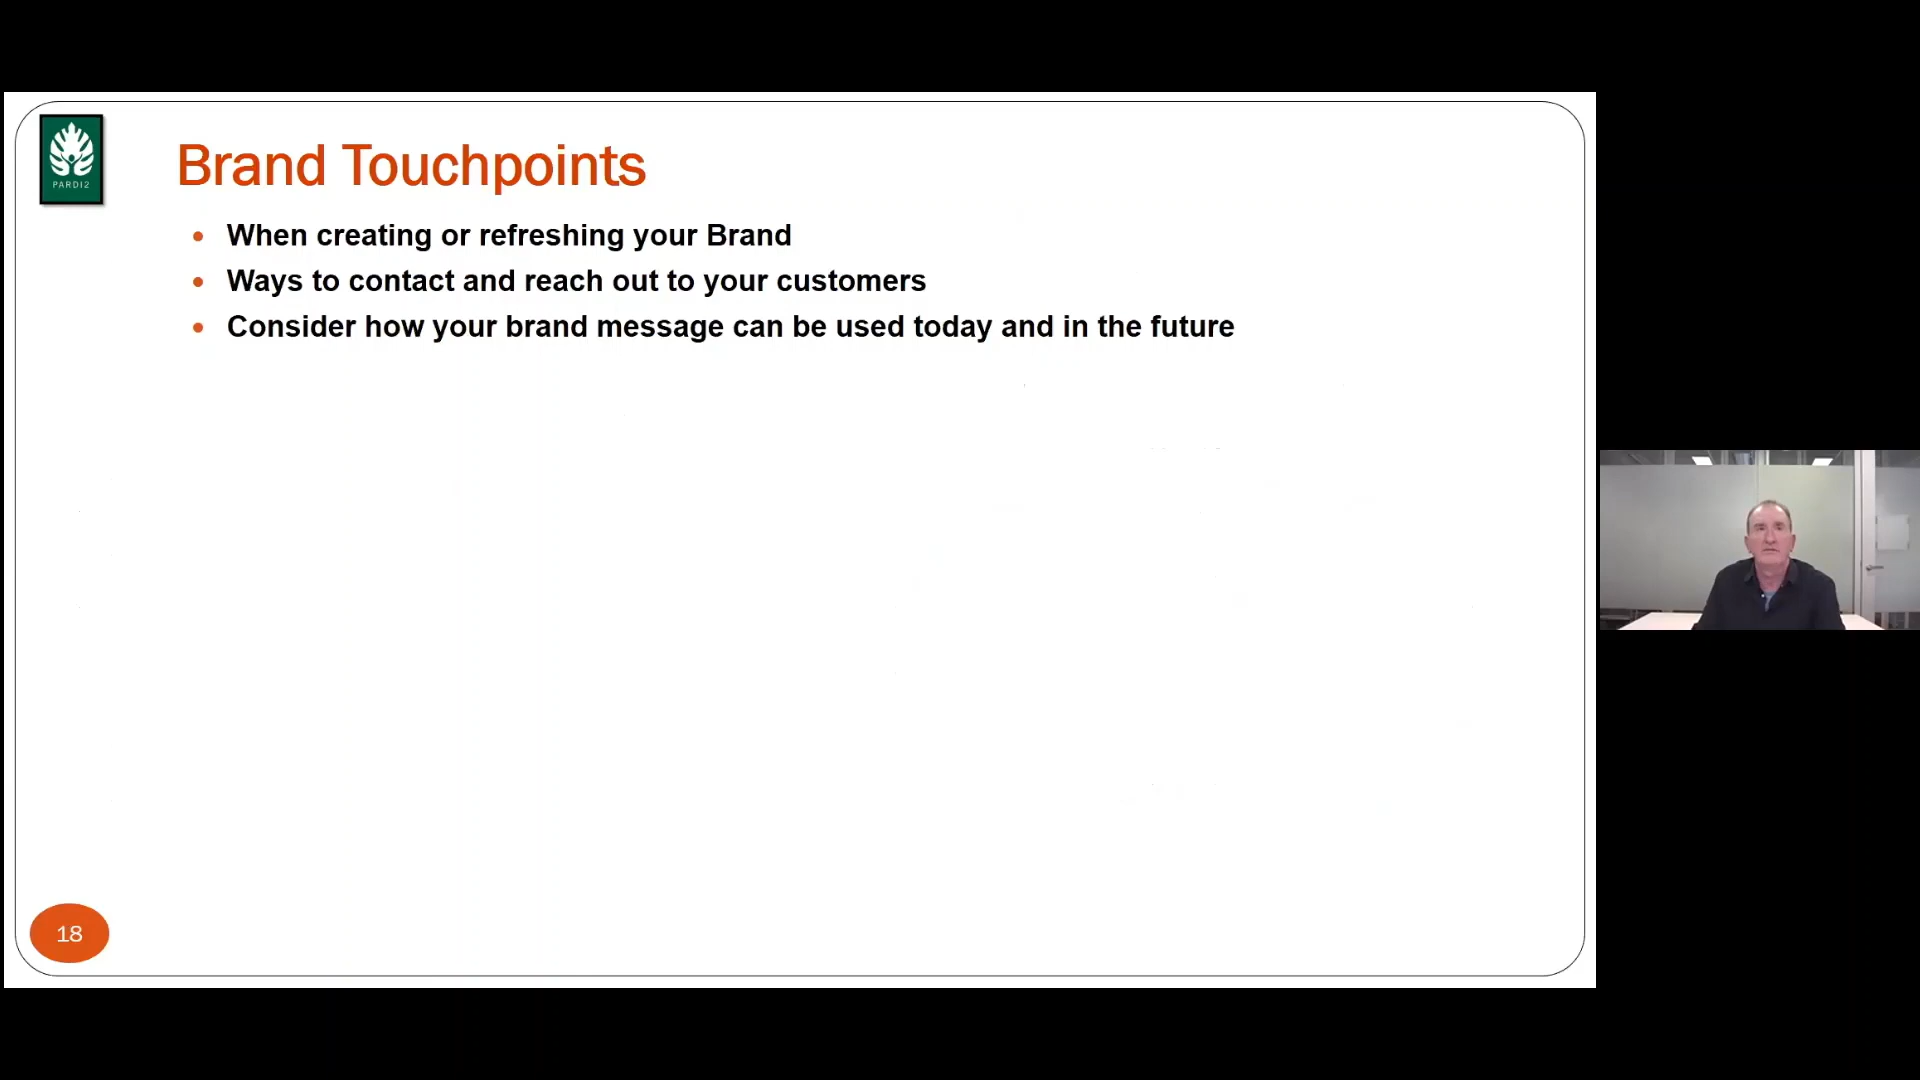 PARDI2
Brand Touchpoints
When creating or refreshing your Brand
Ways to contact and reach out to your customers
Consider how your brand message can be used today and in the future
18